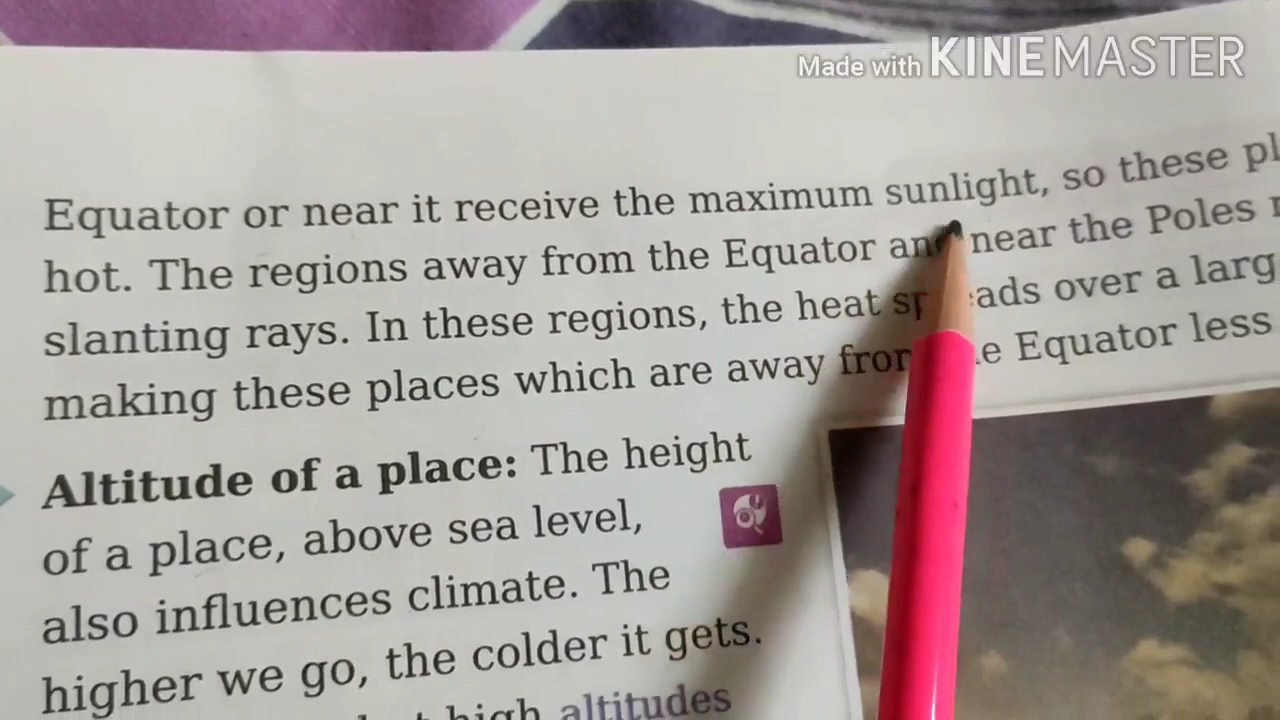 Made with KINEMASTER
Equator or near it receive the maximum sunlight, so these
hot. The regions away from the Equator and near the Poles
slanting rays. In these regions, the heat spreads over a
making these places which are away from the Equator less
Altitude of a place: The height
of a place, above sea level,
also influences climate. The
higher we go, the colder it gets.
high altitudes